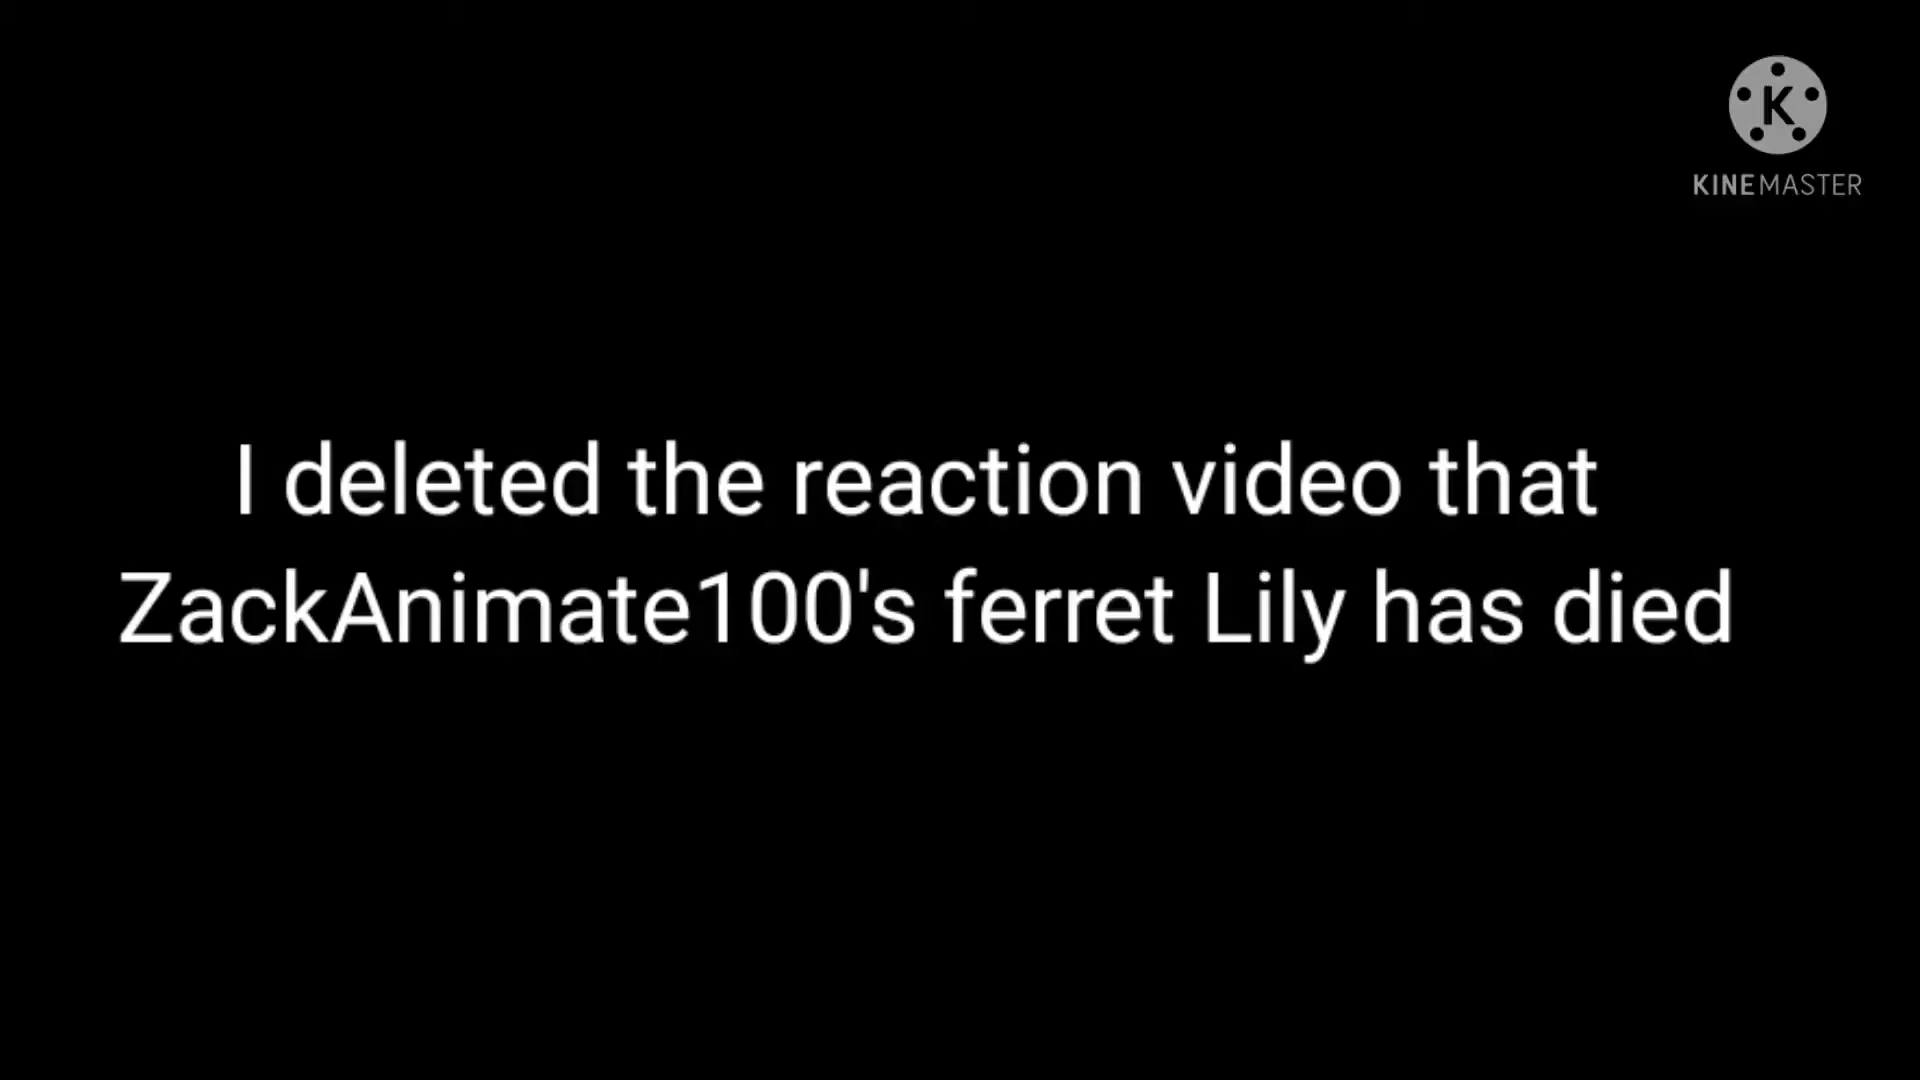 K
KINEMASTER
I deleted the reaction video that
ZackAnimate100's ferret Lily has died